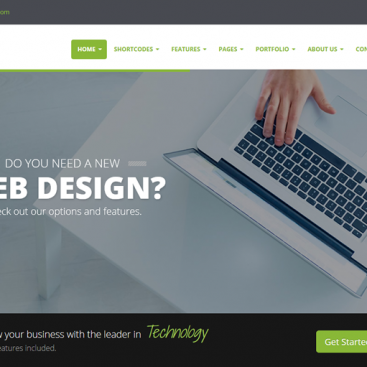 om
HOME SHORTCODES FEATURES PAGES PORTFOLIO ABOUT US CON
DO YOU NEED A NEW
EB DESIGN?
eck out our options and features.
w your business with the leader in Technology
eatures included.
Get Starte